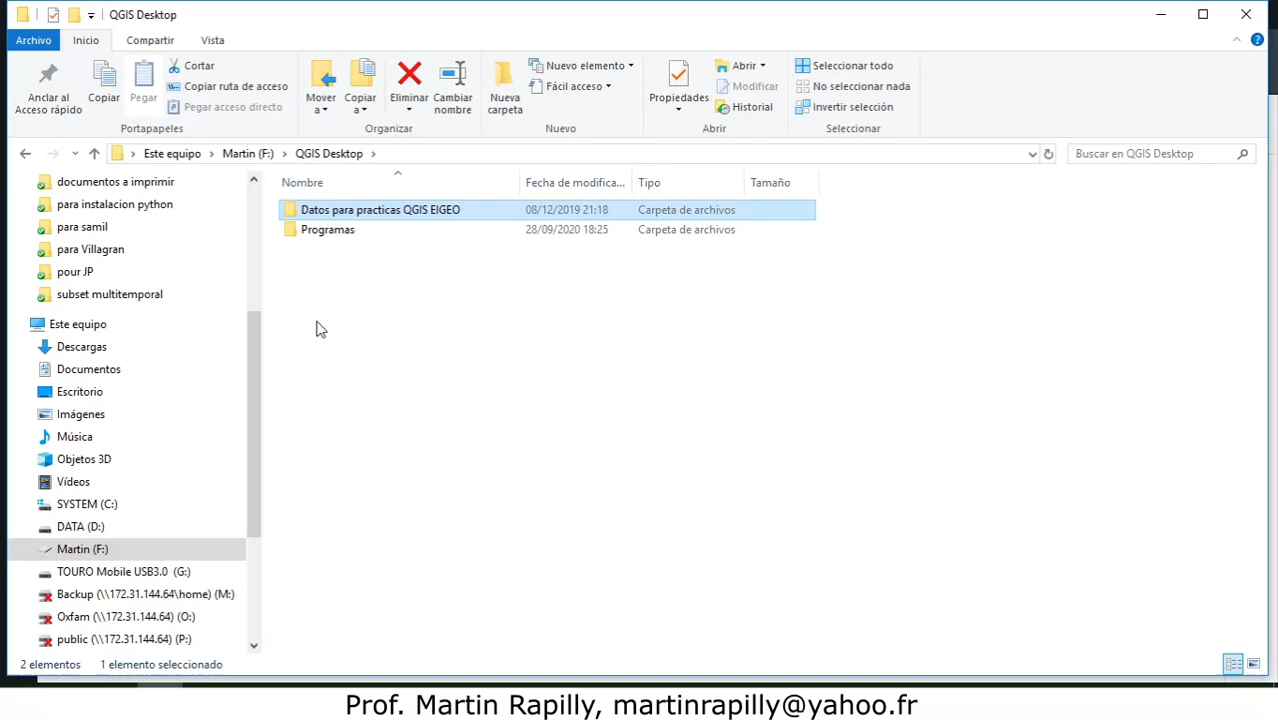 QGIS Desktop
Archivo Inicio Compartir Vista
Anclar al Acceso rápido
Copiar
Pegar
Cortar
Copiar ruta de acceso
Pegar acceso directo
Portapapeles
Mover a
Copiar a
Eliminar
Cambiar nombre
Organizar
Nueva carpeta
Nuevo elemento
Fácil acceso
Nuevo
Propiedades
Abrir
Modificar
Historial
Abrir
Seleccionar todo
No seleccionar nada
Invertir selección
Seleccionar
Este equipo > Martin (F:) > QGIS Desktop >
Buscar en QGIS Desktop
documentos a imprimir
para instalacion python
para samil
para Villagran
pour JP
subset multitemporal
Este equipo
Descargas
Documentos
Escritorio
Imágenes
Música
Objetos 3D
Vídeos
SYSTEM (C:)
DATA (D:)
Martin (F:)
TOURO Mobile USB3.0 (G:)
Backup (\\172.31.144.64\home) (M:)
Oxfam (\\172.31.144.64) (O:)
public (\\172.31.144.64) (P:)
Nombre Fecha de modifica... Tipo Tamaño
Datos para practicas QGIS EIGEO 08/12/2019 21:18 Carpeta de archivos
Programas 28/09/2020 18:25 Carpeta de archivos
2 elementos 1 elemento seleccionado
Prof. Martin Rapilly, martinrapilly@yahoo.fr